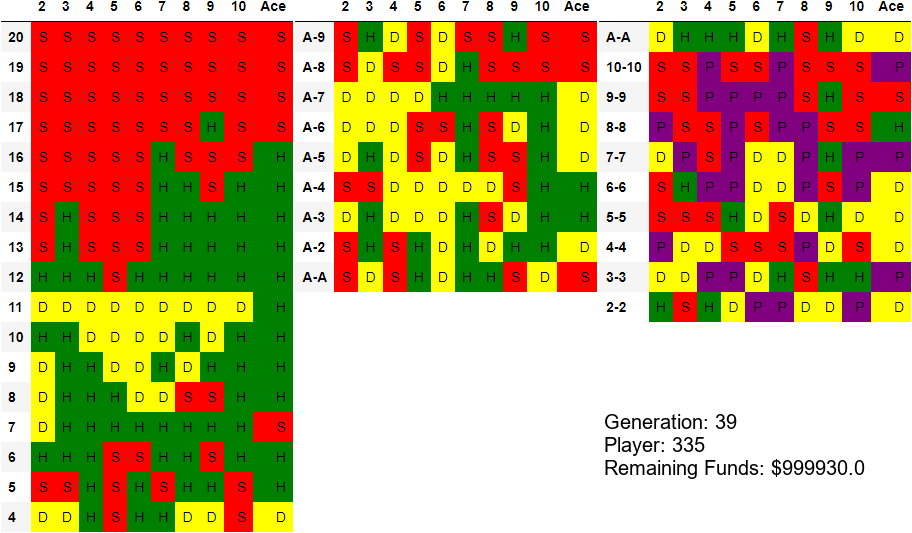 2 3 4 5 6 7 8 9 10 Ace
20 S S S S S S S S S S
19 S S S S S S S S S S
18 S S S S S S S S S S
17 S S S S S S S H S S
16 S S S S S H S S S H
15 S S S S S H H S H H
14 S H S S S H H H H H
13 S H S S S H H H H H
12 H H H S H H H H H H
11 D D D D D D D D D H
10 H H D D D D H D H H
9 D H H D D H D H H H
8 D H H H D D S S H H
7 D H H H H H H H H S
6 H H H S S H H S H H
5 S S H S H S H H S H
4 D D H S H H D D S D
2 3 4 5 6 7 8 9 10 Ace
A-9 S H D S D S S H S S
A-8 S D S S D H S S S S
A-7 D D D D H H H H H D
A-6 D D D S S H S D H D
A-5 D H D S D H S S H D
A-4 S S D D D D D S H H
A-3 D H D D D H S D H H
A-2 S H S H D H D H H D
A-A S D S H D H H S D S
2 3 4 5 6 7 8 9 10 Ace
A-A D H H H D H S H D D
10-10 S S P S S P S S S P
9-9 S S P P P P S H S S
8-8 P S S P S P P S S H
7-7 D P S P D D P H P P
6-6 S H P P D D P S P D
5-5 S S S H D S D H D D
4-4 P D D S S S P D S D
3-3 D D P P D H S H H P
2-2 H S H D P P D D P D
Generation: 39
Player: 335
Remaining Funds: $999930.0